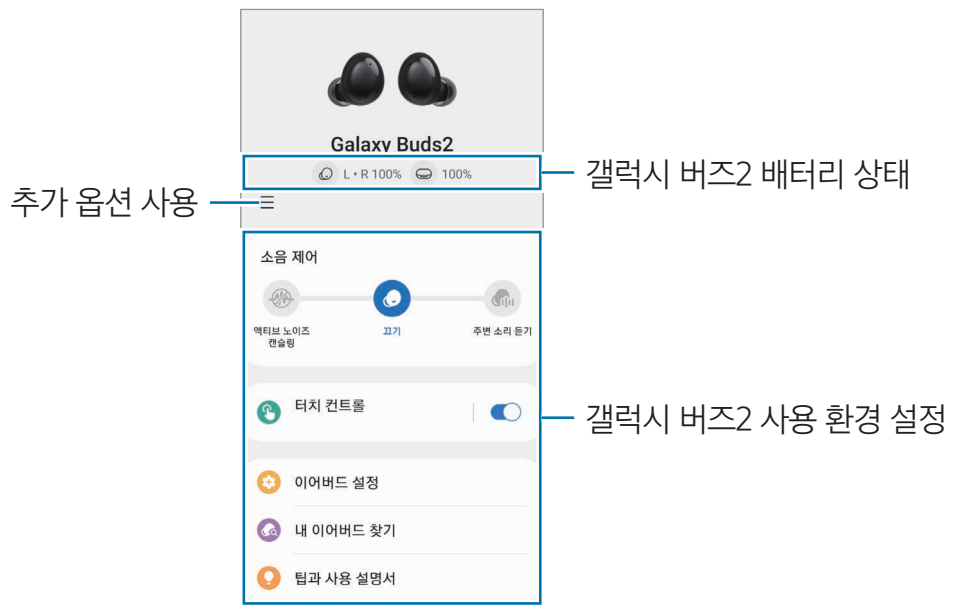 Galaxy Buds2
L • R 100% 100%
갤럭시 버즈2 배터리 상태
추가 옵션 사용
소음 제어
액티브 노이즈
캔슬링
끄기
주변 소리 듣기
터치 컨트롤
갤럭시 버즈2 사용 환경 설정
이어버드 설정
내 이어버드 찾기
팁과 사용 설명서